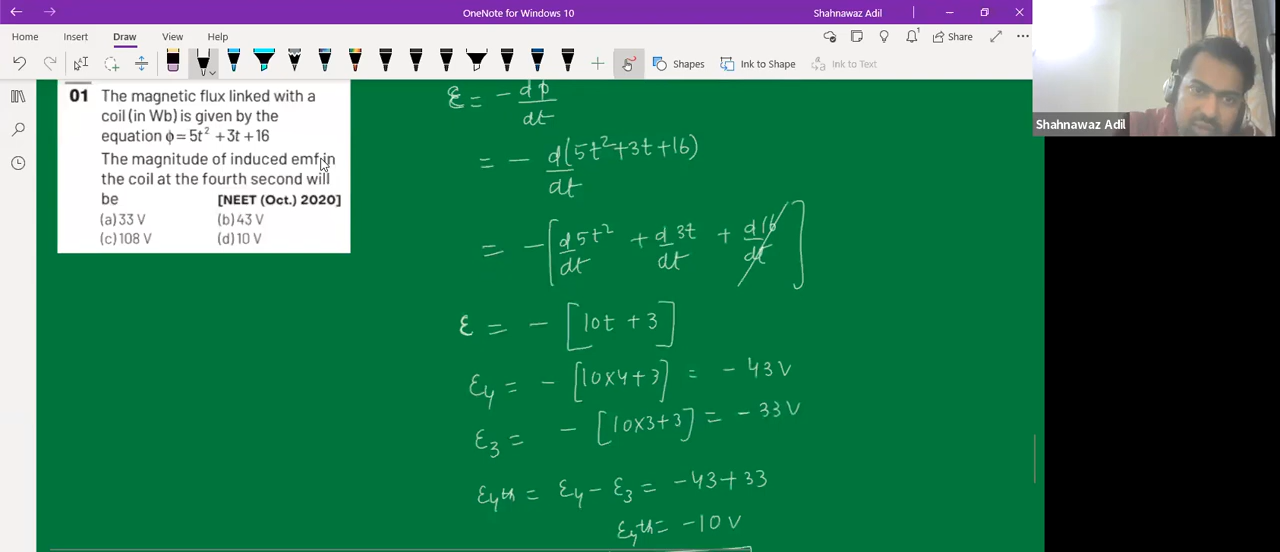 OneNote for Windows 10
Shahnawaz Adil
Home Insert Draw View Help
Share
Shapes Ink to Shape Ink to Text
01 The magnetic flux linked with a
coil (in Wb) is given by the
equation ϕ = 5t² + 3t + 16
The magnitude of induced emf in
the coil at the fourth second will
be [NEET (Oct.) 2020]
(a) 33 V (b) 43 V
(c) 108 V (d) 10 V
ε = - dφ/dt
= - d(5t²+3t+16)/dt
= - [d5t²/dt + d3t/dt + d16/dt]
ε = - [10t + 3]
ε₄ = - [10×4+3] = - 43V
ε₃ = - [10×3+3] = - 33V
ε₄th = ε₄ - ε₃ = -43+33
ε₄th = -10V
Shahnawaz Adil